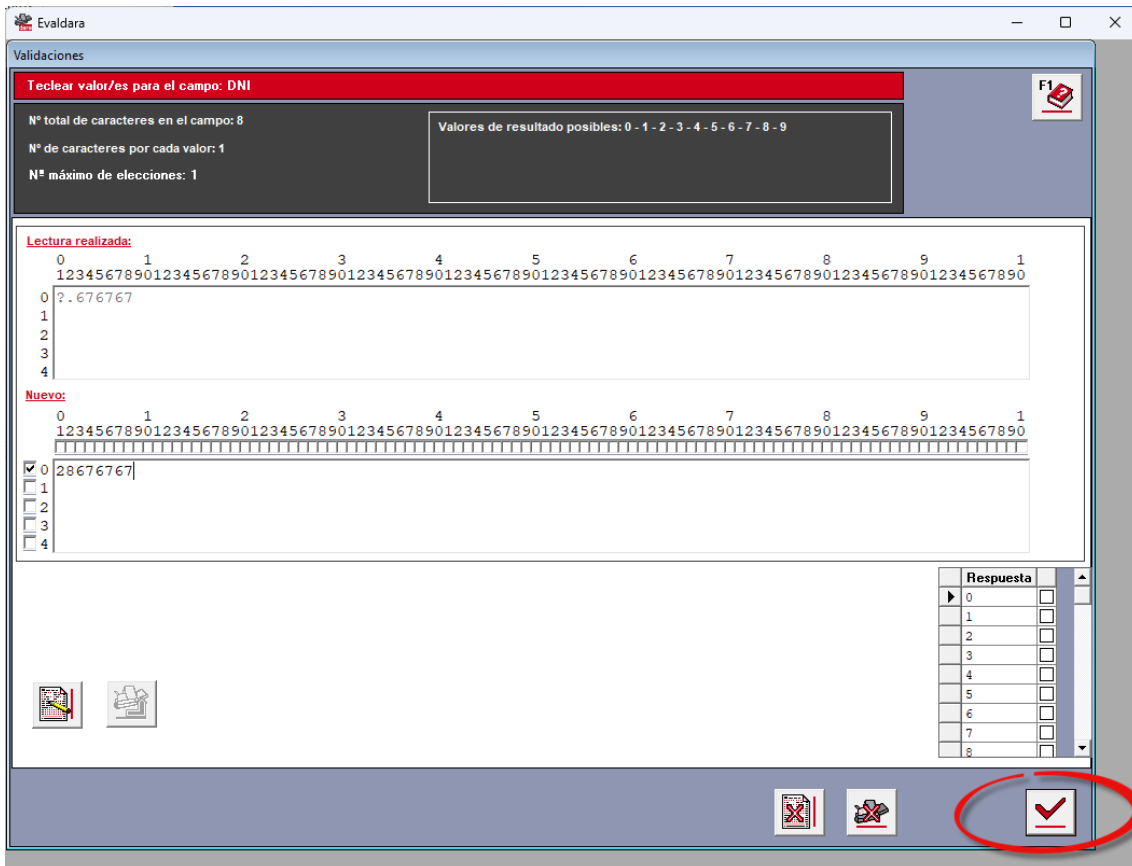 Evaldara
Validaciones
Teclear valor/es para el campo: DNI
F1
Nº total de caracteres en el campo: 8
Nº de caracteres por cada valor: 1
Nª máximo de elecciones: 1
Valores de resultado posibles: 0 - 1 - 2 - 3 - 4 - 5 - 6 - 7 - 8 - 9
Lectura realizada:
0 1 2 3 4 5 6 7 8 9 1
1234567890123456789012345678901234567890123456789012345678901234567890123456789012345678901234567890
0 ?.676767
1
2
3
4
Nuevo:
0 1 2 3 4 5 6 7 8 9 1
1234567890123456789012345678901234567890123456789012345678901234567890123456789012345678901234567890
0 28676767
1
2
3
4
Respuesta
0
1
2
3
4
5
6
7
8